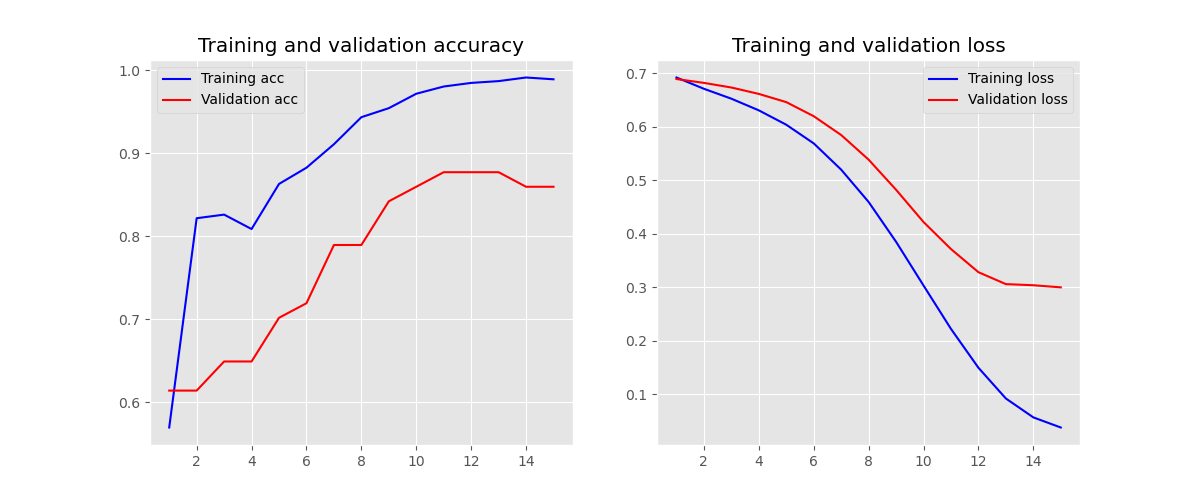 Training and validation accuracy
Training acc
Validation acc
1.0
0.9
0.8
0.7
0.6
2 4 6 8 10 12 14
Training and validation loss
Training loss
Validation loss
0.7
0.6
0.5
0.4
0.3
0.2
0.1
2 4 6 8 10 12 14